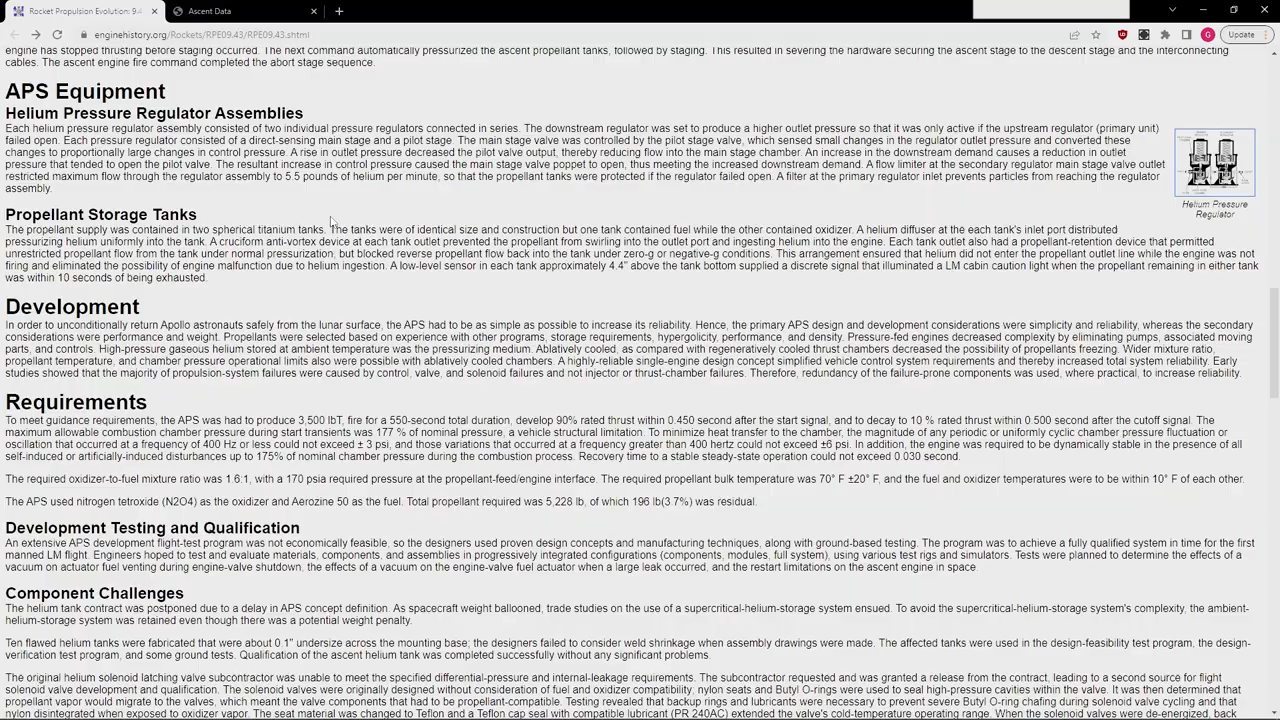 Rocket Propulsion Evolution: 9.4
Ascent Data
enginehistory.org/Rockets/RPE09.43/RPE09.43.shtml
G
Update
engine has stopped thrusting before staging occurred. The next command automatically pressurized the ascent propellant tanks, followed by staging. This resulted in severing the hardware securing the ascent stage to the descent stage and the interconnecting
cables. The ascent engine fire command completed the abort stage sequence.
APS Equipment
Helium Pressure Regulator Assemblies
Each helium pressure regulator assembly consisted of two individual pressure regulators connected in series. The downstream regulator was set to produce a higher outlet pressure so that it was only active if the upstream regulator (primary unit)
failed open. Each pressure regulator consisted of a direct-sensing main stage and a pilot stage. The main stage valve was controlled by the pilot stage valve, which sensed small changes in the regulator outlet pressure and converted these
changes to proportionally large changes in control pressure. A rise in outlet pressure decreased the pilot valve output, thereby reducing flow into the main stage chamber. An increase in the downstream demand causes a reduction in outlet
pressure that tended to open the pilot valve. The resultant increase in control pressure caused the main stage valve poppet to open, thus meeting the increased downstream demand. A flow limiter at the secondary regulator main stage valve outlet
restricted maximum flow through the regulator assembly to 5.5 pounds of helium per minute, so that the propellant tanks were protected if the regulator failed open. A filter at the primary regulator inlet prevents particles from reaching the regulator
assembly.
Helium Pressure
Regulator
Propellant Storage Tanks
The propellant supply was contained in two spherical titanium tanks. The tanks were of identical size and construction but one tank contained fuel while the other contained oxidizer. A helium diffuser at the each tank's inlet port distributed
pressurizing helium uniformly into the tank. A cruciform anti-vortex device at each tank outlet prevented the propellant from swirling into the outlet port and ingesting helium into the engine. Each tank outlet also had a propellant-retention device that permitted
unrestricted propellant flow from the tank under normal pressurization, but blocked reverse propellant flow back into the tank under zero-g or negative-g conditions. This arrangement ensured that helium did not enter the propellant outlet line while the engine was not
firing and eliminated the possibility of engine malfunction due to helium ingestion. A low-level sensor in each tank approximately 4.4" above the tank bottom supplied a discrete signal that illuminated a LM cabin caution light when the propellant remaining in either tank
was within 10 seconds of being exhausted.
Development
In order to unconditionally return Apollo astronauts safely from the lunar surface, the APS had to be as simple as possible to increase its reliability. Hence, the primary APS design and development considerations were simplicity and reliability, whereas the secondary
considerations were performance and weight. Propellants were selected based on experience with other programs, storage requirements, hypergolicity, performance, and density. Pressure-fed engines decreased complexity by eliminating pumps, associated moving
parts, and controls. High-pressure gaseous helium stored at ambient temperature was the pressurizing medium. Ablatively cooled, as compared with regeneratively cooled thrust chambers decreased the possibility of propellants freezing. Wider mixture ratio,
propellant temperature, and chamber pressure operational limits also were possible with ablatively cooled chambers. A highly-reliable single-engine design concept simplified vehicle control system requirements and thereby increased total system reliability. Early
studies showed that the majority of propulsion-system failures were caused by control, valve, and solenoid failures and not injector or thrust-chamber failures. Therefore, redundancy of the failure-prone components was used, where practical, to increase reliability.
Requirements
To meet guidance requirements, the APS was had to produce 3,500 lbT, fire for a 550-second total duration, develop 90% rated thrust within 0.450 second after the start signal, and to decay to 10 % rated thrust within 0 500 second after the cutoff signal. The
maximum allowable combustion chamber pressure during start transients was 177 % of nominal pressure, a vehicle structural limitation. To minimize heat transfer to the chamber, the magnitude of any periodic or uniformly cyclic chamber pressure fluctuation or
oscillation that occurred at a frequency of 400 Hz or less could not exceed ± 3 psi, and those variations that occurred at a frequency greater than 400 hertz could not exceed ±6 psi. In addition, the engine was required to be dynamically stable in the presence of all
self-induced or artificially-induced disturbances up to 175% of nominal chamber pressure during the combustion process. Recovery time to a stable steady-state operation could not exceed 0.030 second.
The required oxidizer-to-fuel mixture ratio was 1.6:1, with a 170 psia required pressure at the propellant-feed/engine interface. The required propellant bulk temperature was 70° F ±20° F, and the fuel and oxidizer temperatures were to be within 10° F of each other.
The APS used nitrogen tetroxide (N2O4) as the oxidizer and Aerozine 50 as the fuel. Total propellant required was 5,228 lb, of which 196 lb(3.7%) was residual.
Development Testing and Qualification
An extensive APS development flight-test program was not economically feasible, so the designers used proven design concepts and manufacturing techniques, along with ground-based testing. The program was to achieve a fully qualified system in time for the first
manned LM flight. Engineers hoped to test and evaluate materials, components, and assemblies in progressively integrated configurations (components, modules, full system), using various test rigs and simulators. Tests were planned to determine the effects of a
vacuum on actuator fuel venting during engine-valve shutdown, the effects of a vacuum on the engine-valve fuel actuator when a large leak occurred, and the restart limitations on the ascent engine in space.
Component Challenges
The helium tank contract was postponed due to a delay in APS concept definition. As spacecraft weight ballooned, trade studies on the use of a supercritical-helium-storage system ensued. To avoid the supercritical-helium-storage system's complexity, the ambient-
helium-storage system was retained even though there was a potential weight penalty.
Ten flawed helium tanks were fabricated that were about 0.1" undersize across the mounting base; the designers failed to consider weld shrinkage when assembly drawings were made. The affected tanks were used in the design-feasibility test program, the design-
verification test program, and some ground tests. Qualification of the ascent helium tank was completed successfully without any significant problems.
The original helium solenoid latching valve subcontractor was unable to meet the specified differential-pressure and internal-leakage requirements. The subcontractor requested and was granted a release from the contract, leading to a second source for flight
solenoid valve development and qualification. The solenoid valves were originally designed without consideration of fuel and oxidizer compatibility; nylon seats and Butyl O-rings were used to seal high-pressure cavities within the valve. It was then determined that
propellant vapor would migrate to the valves, which meant the valve components had to be propellant-compatible. Testing revealed that backup rings and lubricants were necessary to prevent severe Butyl O-ring chafing during solenoid valve cycling and that
nylon disintegrated when exposed to oxidizer vapor. The seat material was changed to Teflon and a Teflon cap seal with compatible lubricant (PR 240AC) extended the valve's cold-temperature operating range. When the solenoid valves were de-energized, back